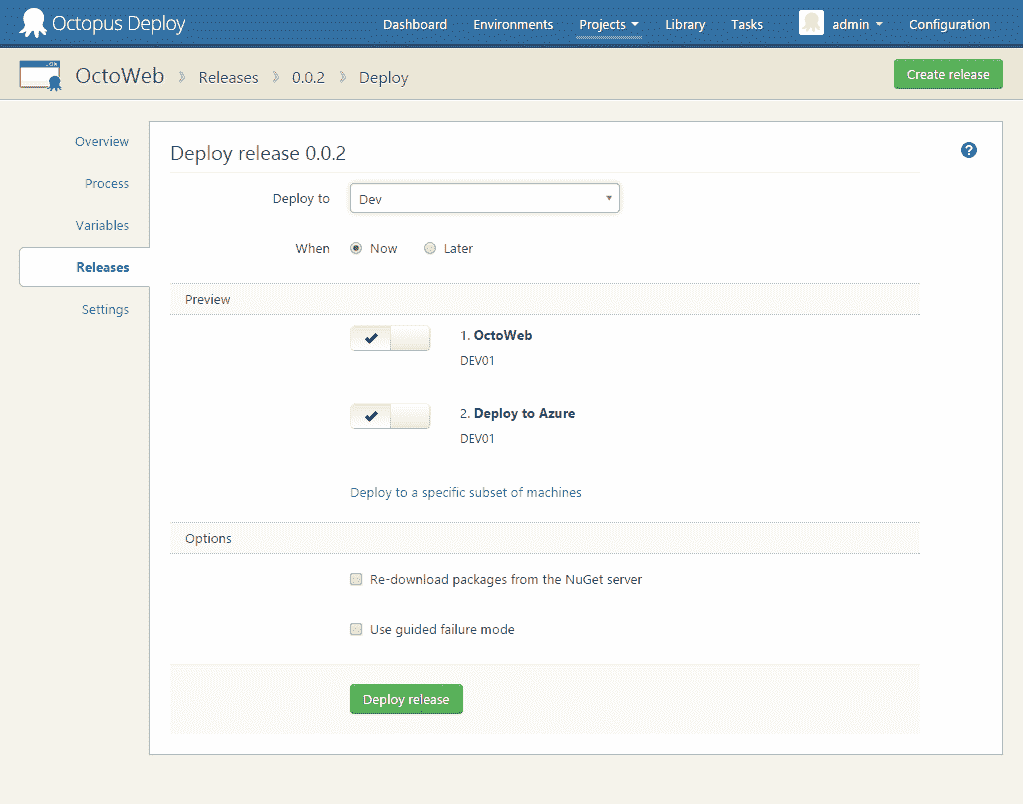 Octopus Deploy Dashboard Environments Projects Library Tasks admin Configuration
OctoWeb Releases 0.0.2 Deploy Create release
Overview
Process
Variables
Releases
Settings
Deploy release 0.0.2 ?
Deploy to Dev
When Now Later
Preview
1. OctoWeb
DEV01
2. Deploy to Azure
DEV01
Deploy to a specific subset of machines
Options
Re-download packages from the NuGet server
Use guided failure mode
Deploy release